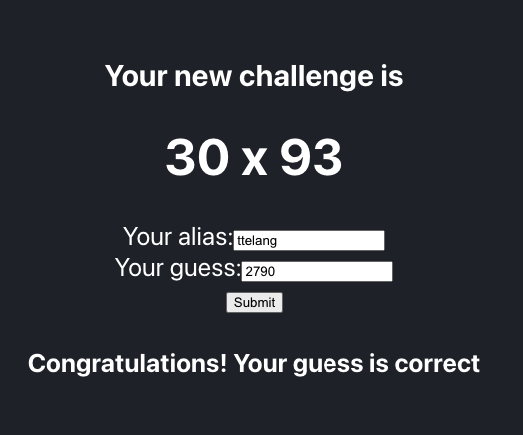 Your new challenge is
30 x 93
Your alias: ttelang
Your guess: 2790
Submit
Congratulations! Your guess is correct